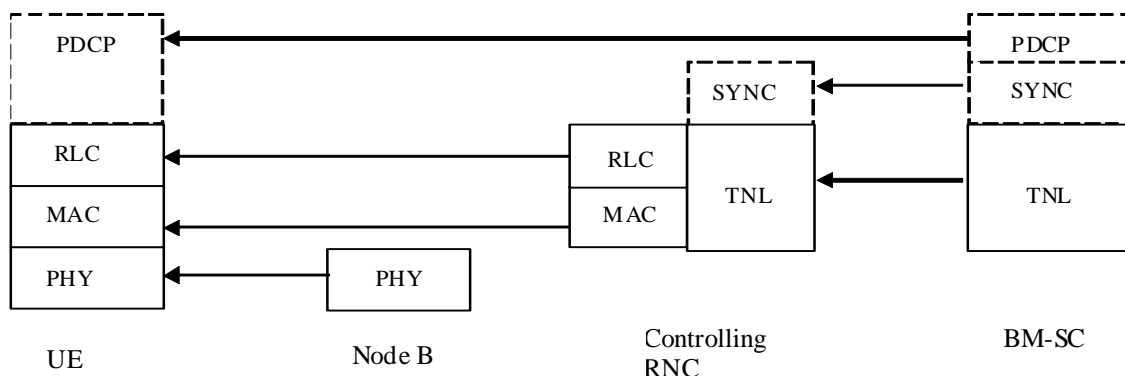 PDCP
PDCP
SYNC
SYNC
RLC
RLC
TNL
TNL
MAC
MAC
PHY
PHY
UE
Node B
Controlling
RNC
BM-SC